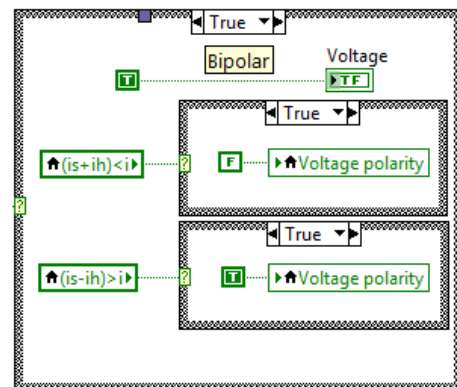 True
Bipolar
Voltage
T
TF
True
(is+ih)<i
?
F
Voltage polarity
?
True
(is-ih)>i
?
T
Voltage polarity